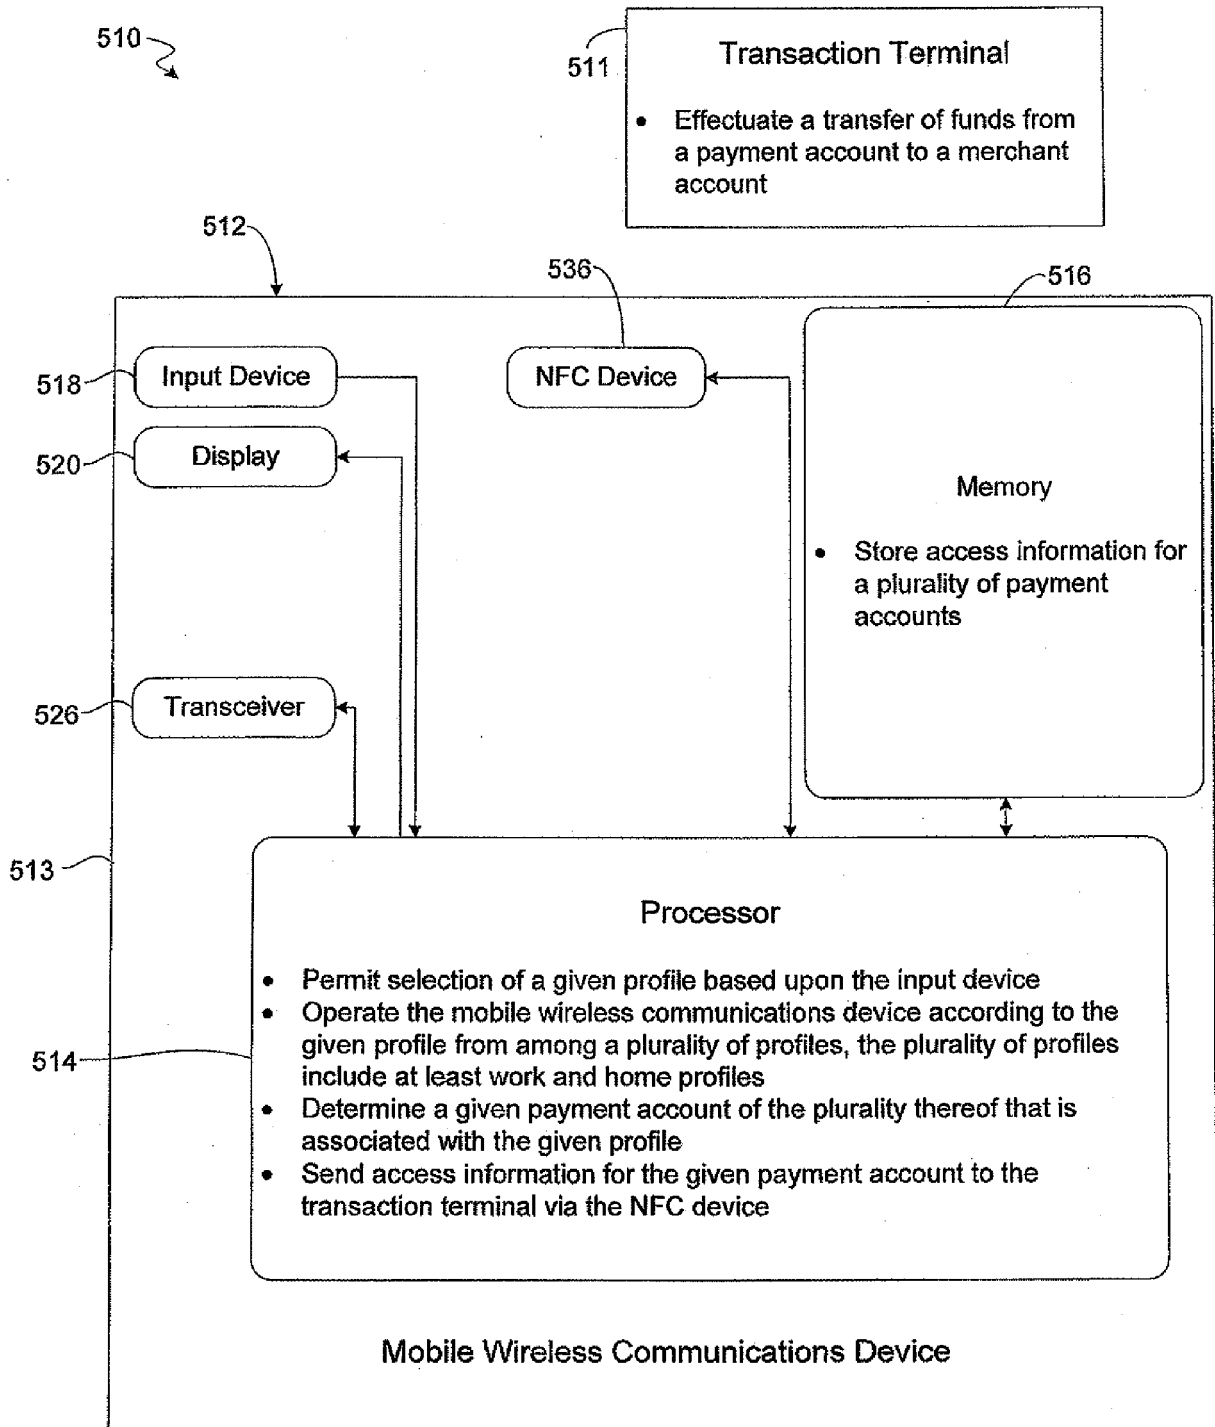 510
511
Transaction Terminal
• Effectuate a transfer of funds from
a payment account to a merchant
account
512
536
516
518
Input Device
NFC Device
520
Display
Memory
• Store access information for
a plurality of payment
accounts
526
Transceiver
513
Processor
• Permit selection of a given profile based upon the input device
• Operate the mobile wireless communications device according to the
given profile from among a plurality of profiles, the plurality of profiles
include at least work and home profiles
514
• Determine a given payment account of the plurality thereof that is
associated with the given profile
• Send access information for the given payment account to the
transaction terminal via the NFC device
Mobile Wireless Communications Device